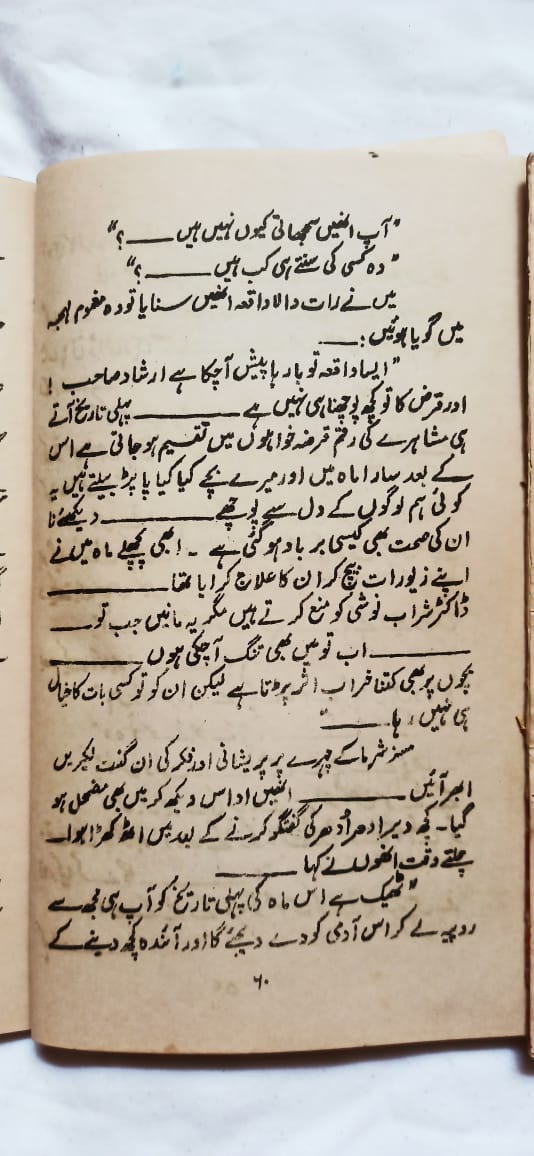 "آپ انھیں سمجھاتی کیوں نہیں ہیں ——— ؟"
"وہ کسی کی سنتے ہی کب ہیں ——— ؟"
میں نے رات والا واقعہ انھیں سنایا تو وہ مغموم لہجہ
میں گویا ہوئیں :—
"ایسا واقعہ تو بارہا پیش آچکا ہے ارشاد صاحب !
اور قرض کا تو کچھ پوچھنا ہی نہیں ہے ——— پہلی تاریخ آتے
ہی مشاہرے کی رقم قرضہ خواہوں میں تقسیم ہو جاتی ہے اس
کے بعد سارا ماہ میں اور میرے بچے کیا کیا پاپڑ بیلتے ہیں یہ
کوئی ہم لوگوں کے دل سے پوچھے ——— دیکھئے نا
ان کی صحت بھی کیسی برباد ہو گئی ہے ۔ ابھی پچھلے ماہ میں نے
اپنے زیورات بیچ کر ان کا علاج کرایا تھا ———
ڈاکٹر شراب نوشی کو منع کرتے ہیں مگر یہ مانیں جب تو ——
——— اب تو میں بھی تنگ آ چکی ہوں ———
بچوں پر بھی کتنا خراب اثر پڑتا ہے لیکن ان کو تو کسی بات کا خیال
ہی نہیں رہا ———"
مسز شرما کے چہرے پر پریشانی اور فکر کی ان گنت لکیریں
ابھر آئیں ——— انھیں اداس دیکھ کر میں بھی مضمحل ہو
گیا ۔ کچھ دیر ادھر اُدھر کی گفتگو کرنے کے بعد میں اٹھ کھڑا ہوا —
چلتے وقت انھوں نے کہا ———
"ٹھیک ہے اس ماہ کی پہلی تاریخ کو آپ ہی مجھ سے
روپیہ لے کر اس آدمی کو دے دیجئے گا اور آئندہ کچھ دینے کے
۶۰